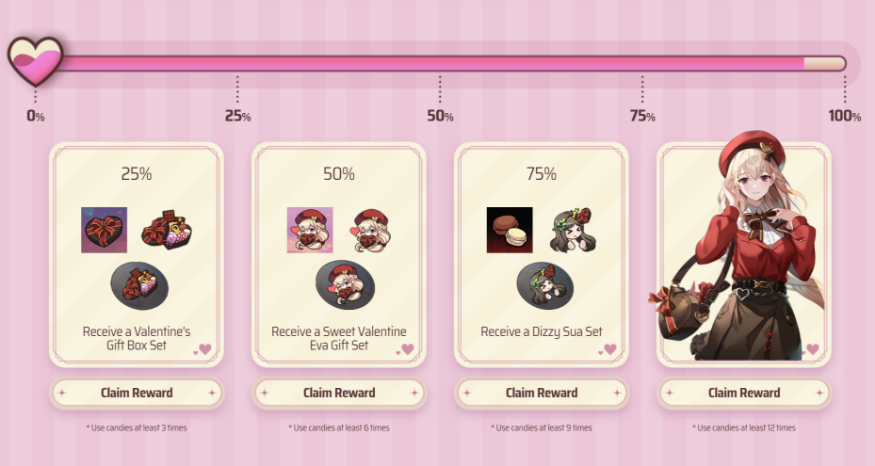 0%
25%
50%
75%
100%
25%
50%
75%
Receive a Valentine's
Gift Box Set
Receive a Sweet Valentine
Eva Gift Set
Receive a Dizzy Sua Set
Claim Reward
Claim Reward
Claim Reward
Claim Reward
* Use candies at least 3 times
* Use candies at least 6 times
* Use candies at least 9 times
* Use candies at least 12 times